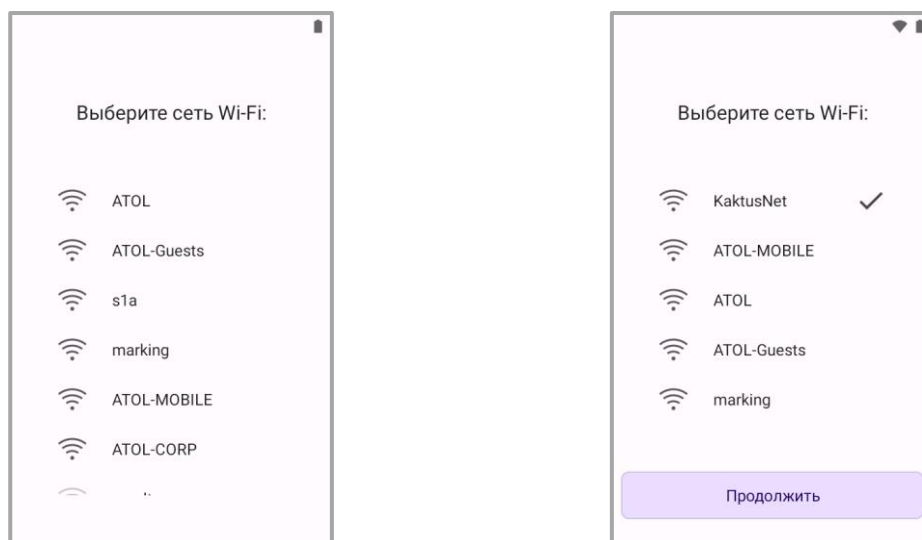 Выберите сеть Wi-Fi:
ATOL
ATOL-Guests
s1a
marking
ATOL-MOBILE
ATOL-CORP
Выберите сеть Wi-Fi:
KaktusNet
ATOL-MOBILE
ATOL
ATOL-Guests
marking
Продолжить